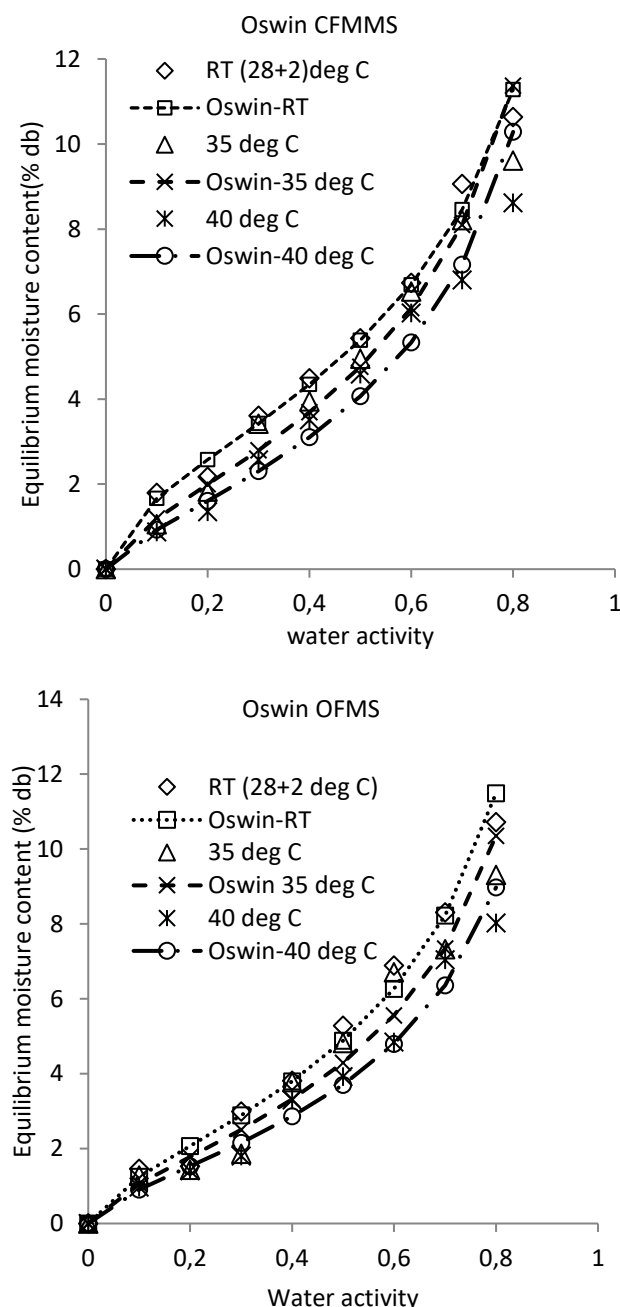 Oswin CFMMS
12
10
8
6
4
2
0
RT (28+2)deg C
Oswin-RT
35 deg C
Oswin-35 deg C
40 deg C
Oswin-40 deg C
Equilibrium moisture content(% db)
0 0,2 0,4 0,6 0,8 1
water activity
Oswin OFMS
14
12
10
8
6
4
2
0
RT (28+2 deg C)
Oswin-RT
35 deg C
Oswin 35 deg C
40 deg C
Oswin-40 deg C
Equilibrium moisture content (% db)
0 0,2 0,4 0,6 0,8 1
Water activity